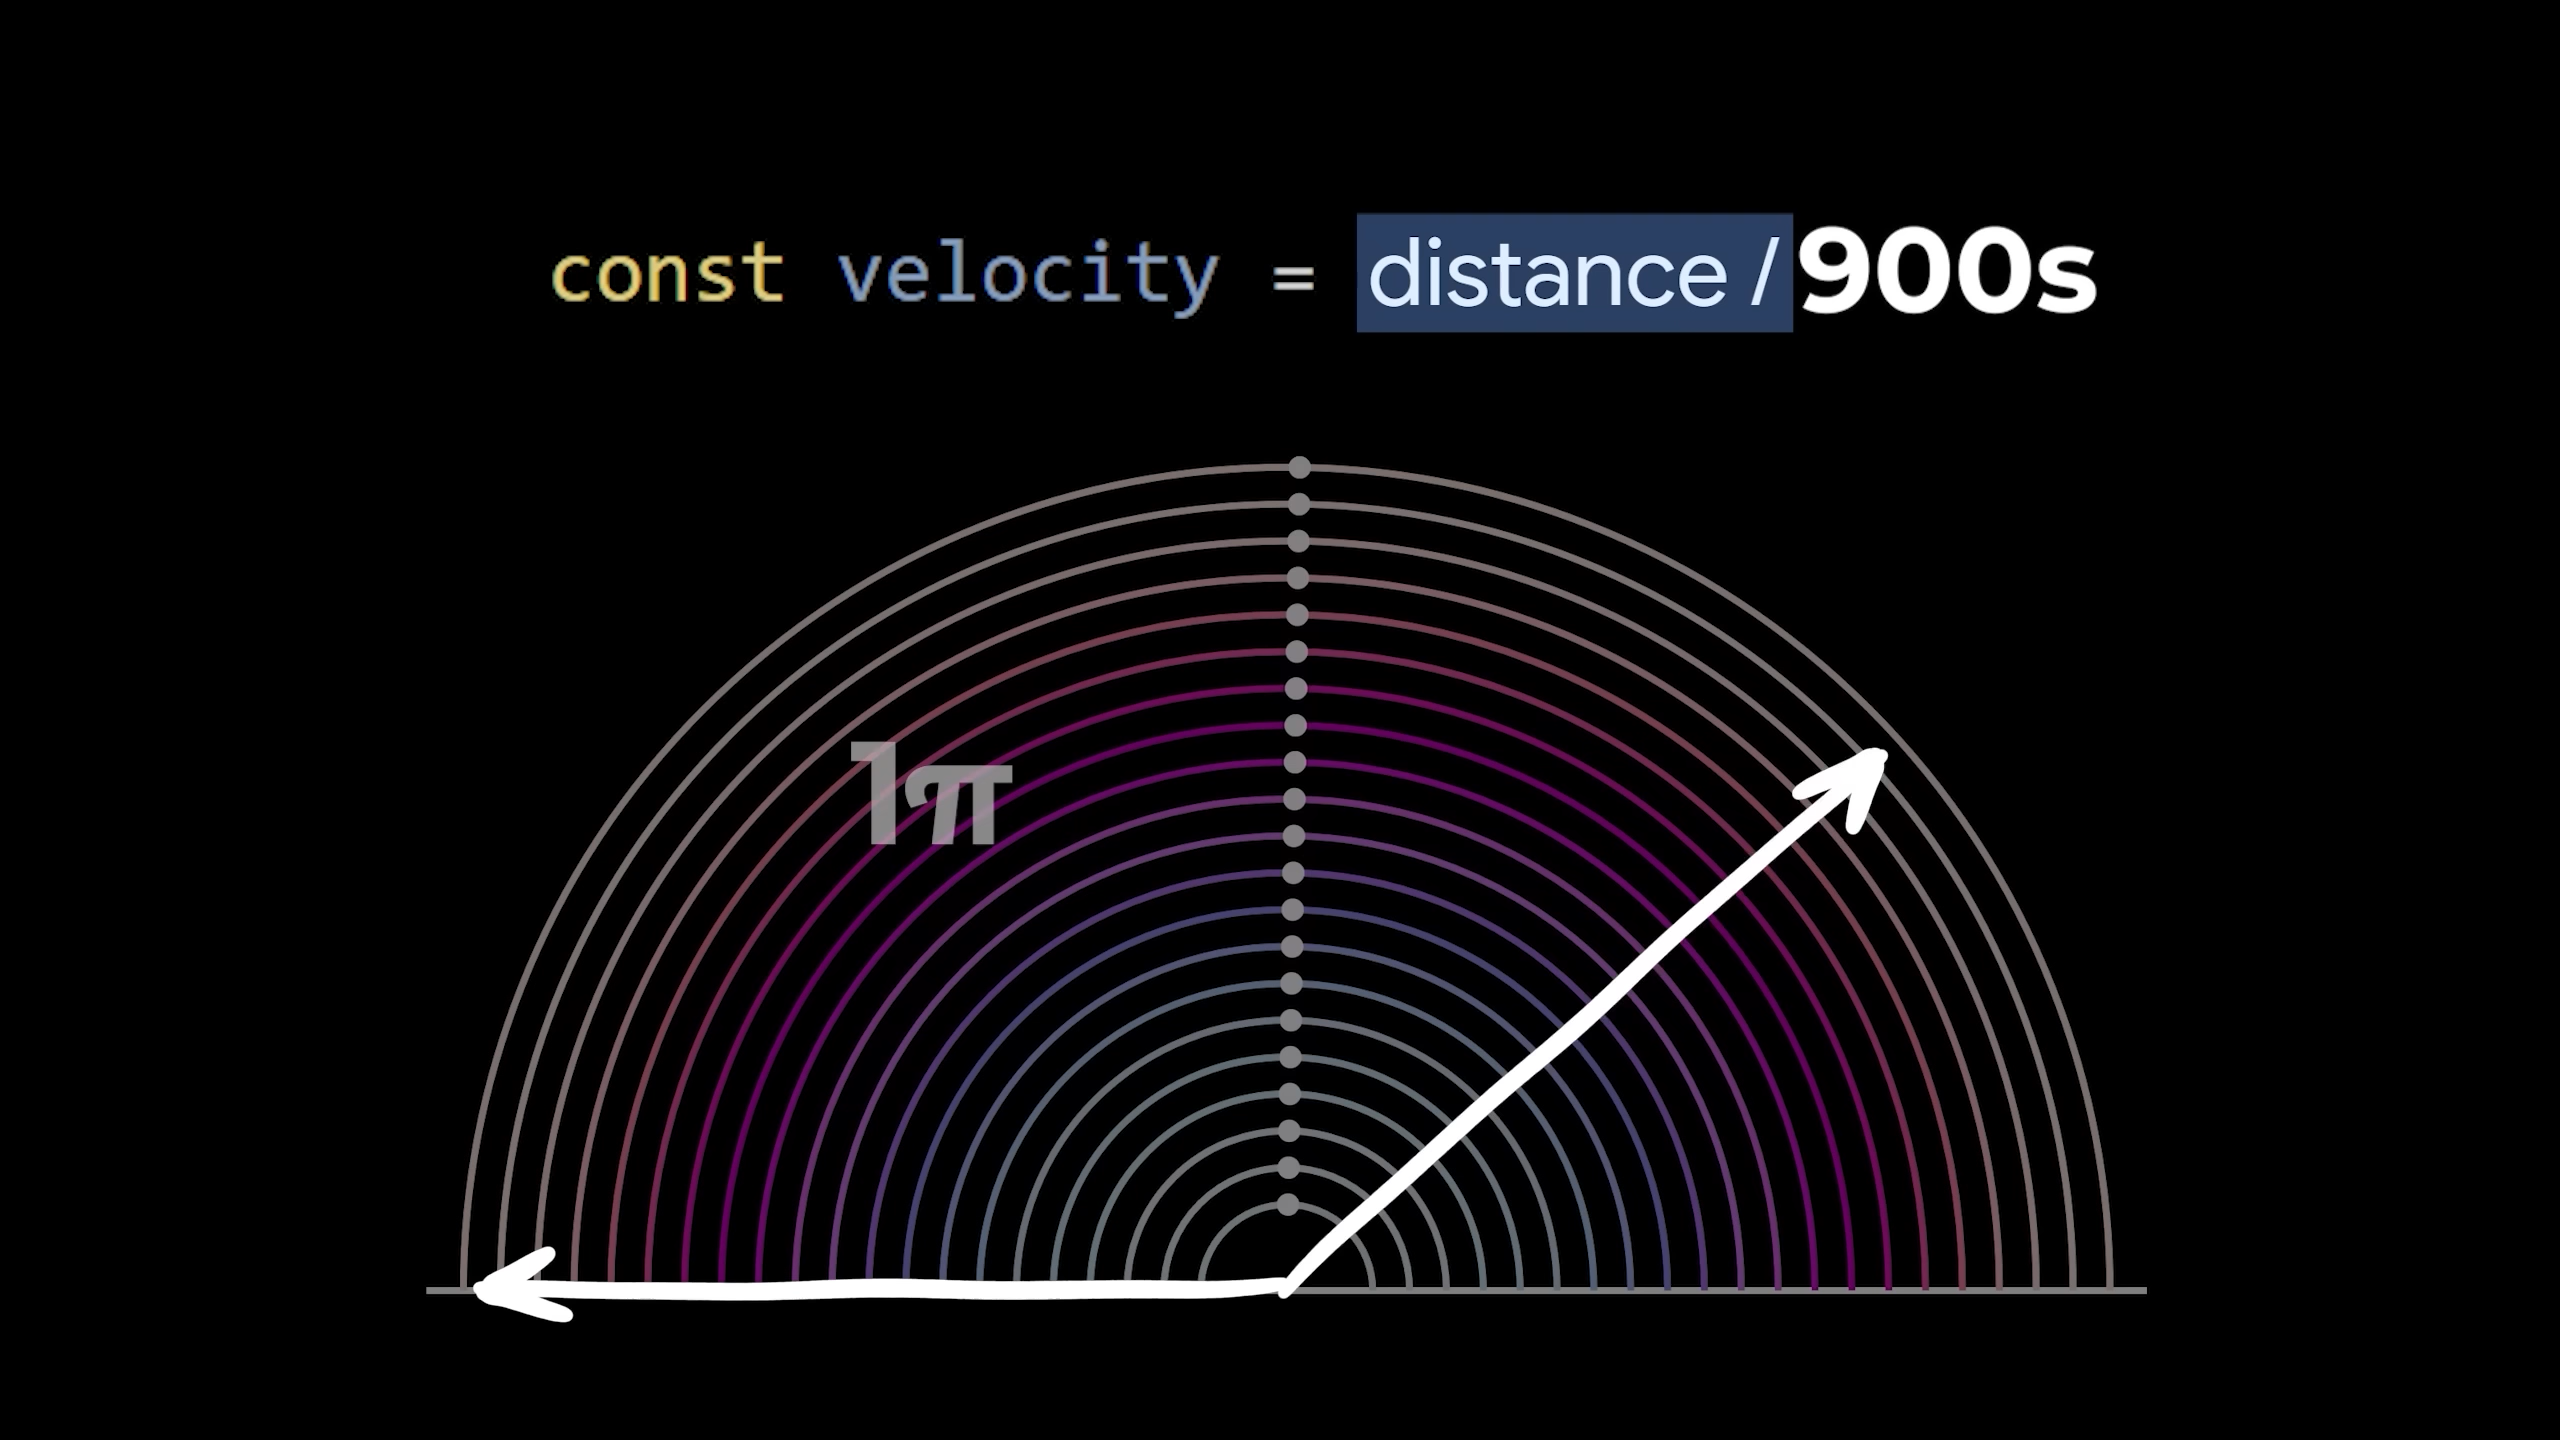 const velocity = distance / 900s
1π